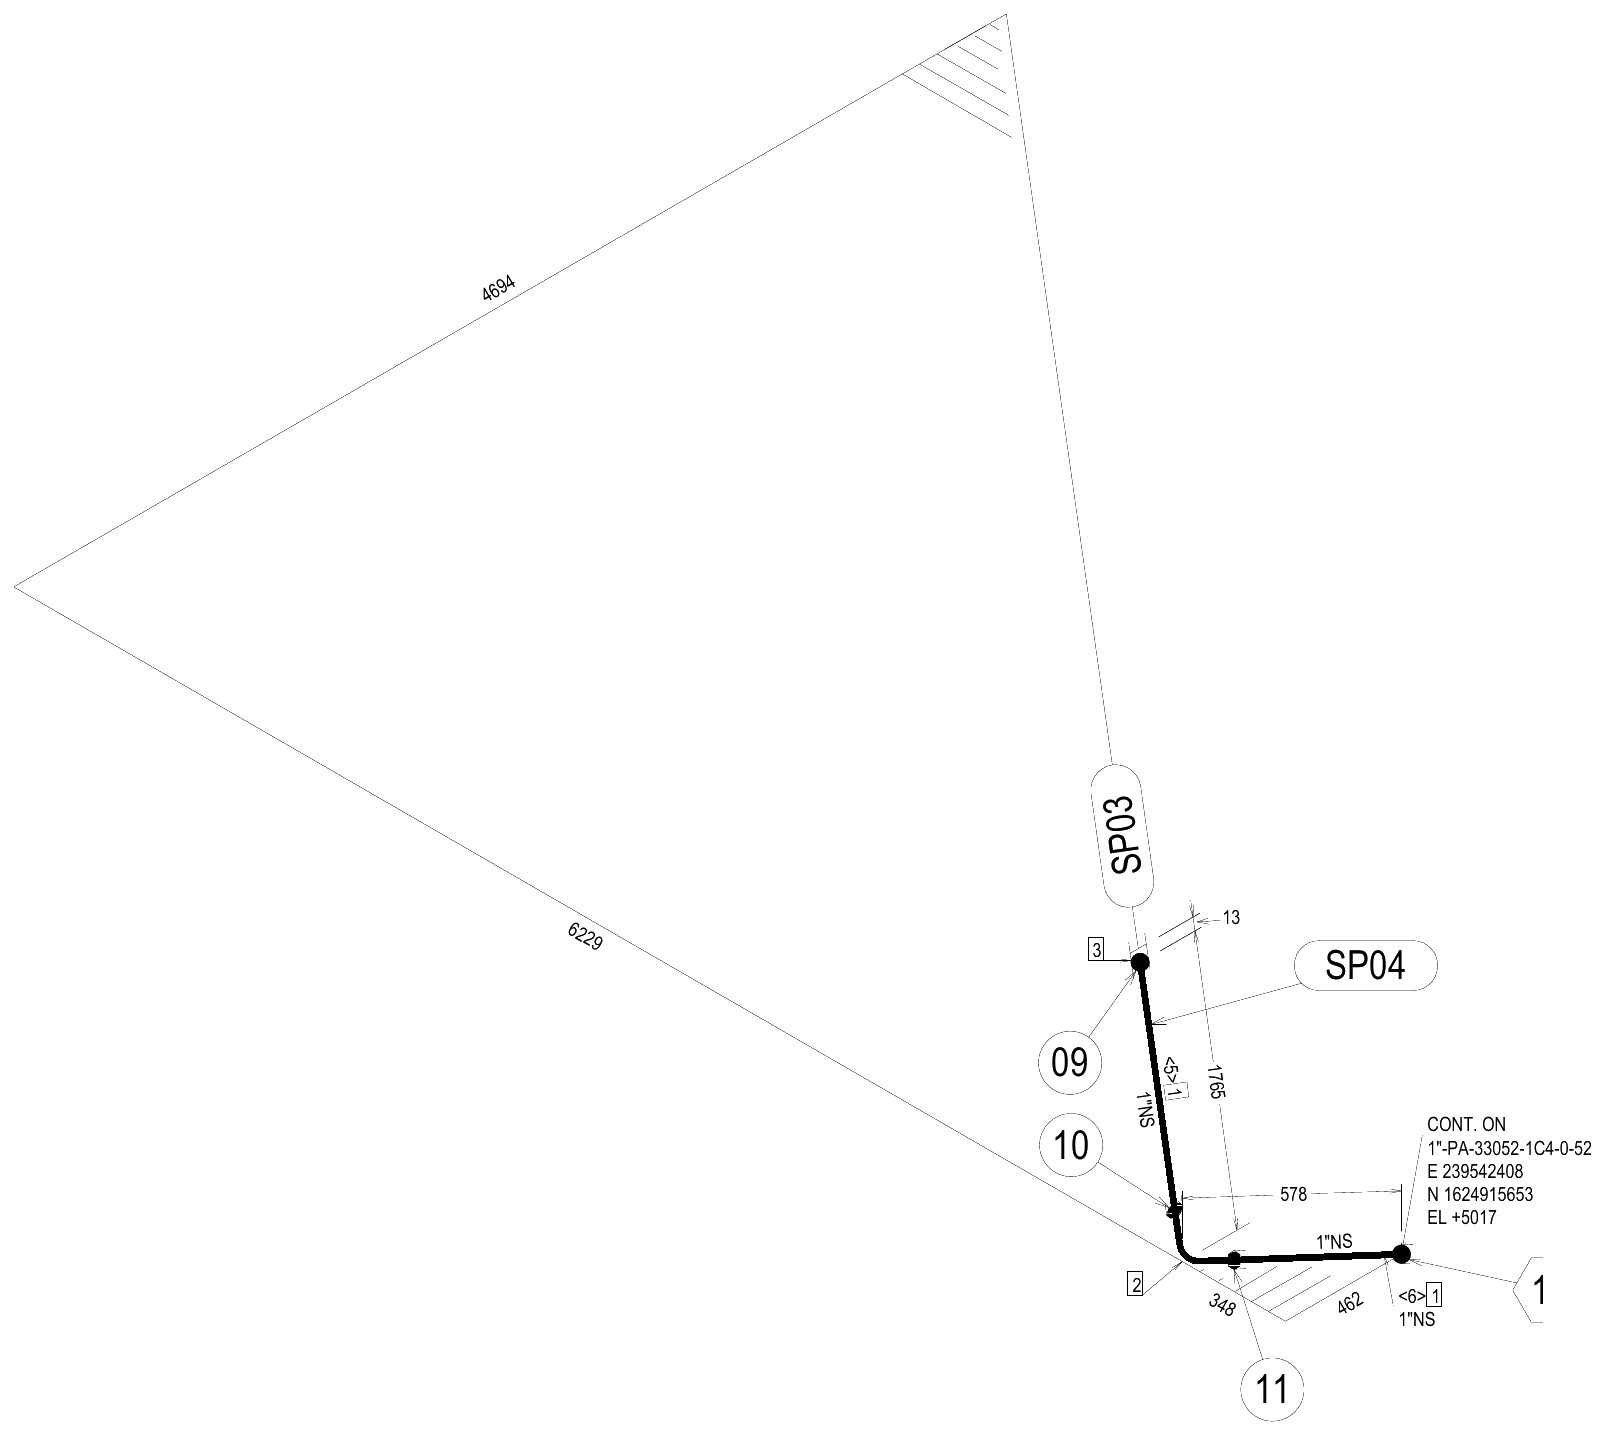 4694
6229
SP03
13
3
SP04
09
<5> 1
1"NS
1765
10
578
CONT. ON
1"-PA-33052-1C4-0-52
E 239542408
N 1624915653
EL +5017
1"NS
2
348
462
<6> 1
1"NS
1
11